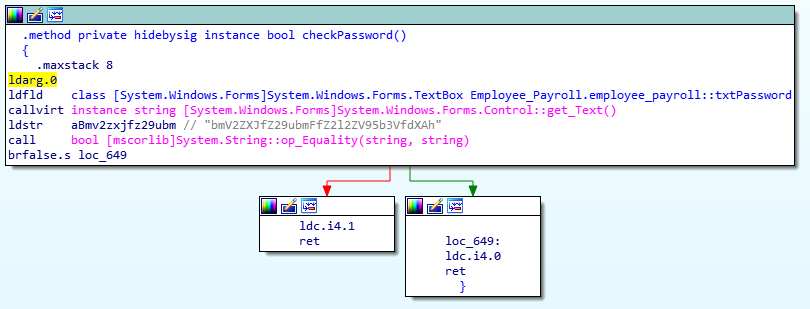 .method private hidebysig instance bool checkPassword()
{
.maxstack 8
ldarg.0
ldfld class [System.Windows.Forms]System.Windows.Forms.TextBox Employee_Payroll.employee_payroll::txtPassword
callvirt instance string [System.Windows.Forms]System.Windows.Forms.Control::get_Text()
ldstr aBmv2zxjfz29ubm // "bmV2ZXJfZ29ubmFfZ2l2ZV95b3VfdXAh"
call bool [mscorlib]System.String::op_Equality(string, string)
brfalse.s loc_649
ldc.i4.1
ret
loc_649:
ldc.i4.0
ret
}